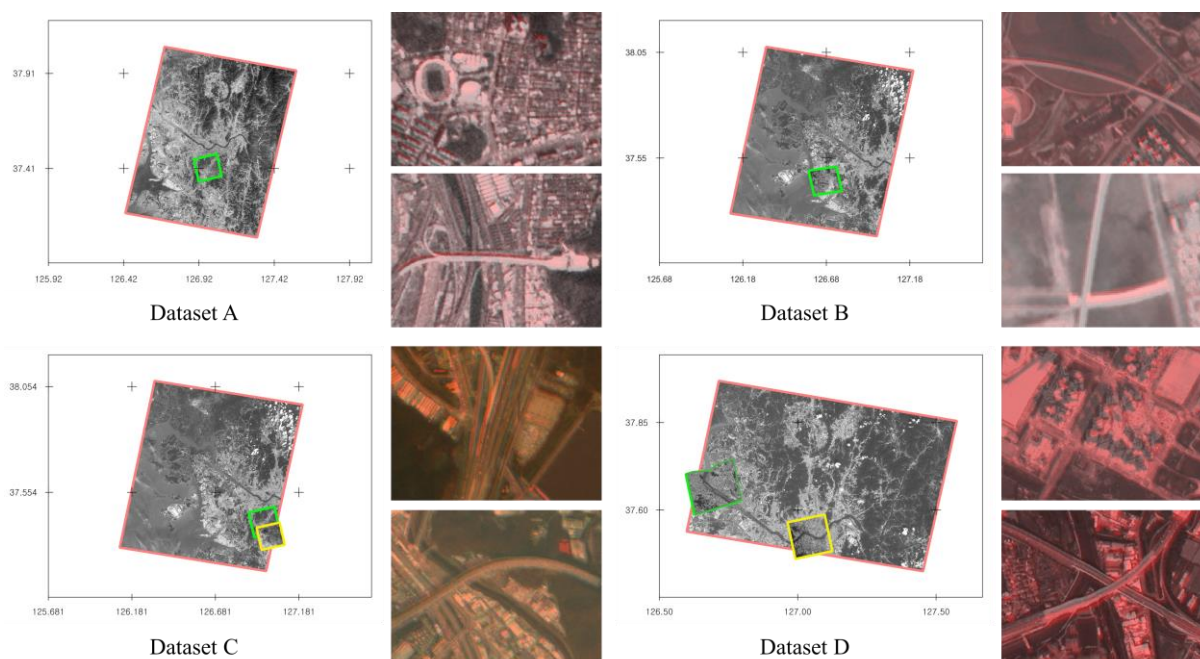 37.91
37.41
125.92 126.42 126.92 127.42 127.92
Dataset A
38.05
37.55
125.68 126.18 126.68 127.18
Dataset B
38.054
37.554
125.681 126.181 126.681 127.181
Dataset C
37.85
37.60
126.50 127.00 127.50
Dataset D